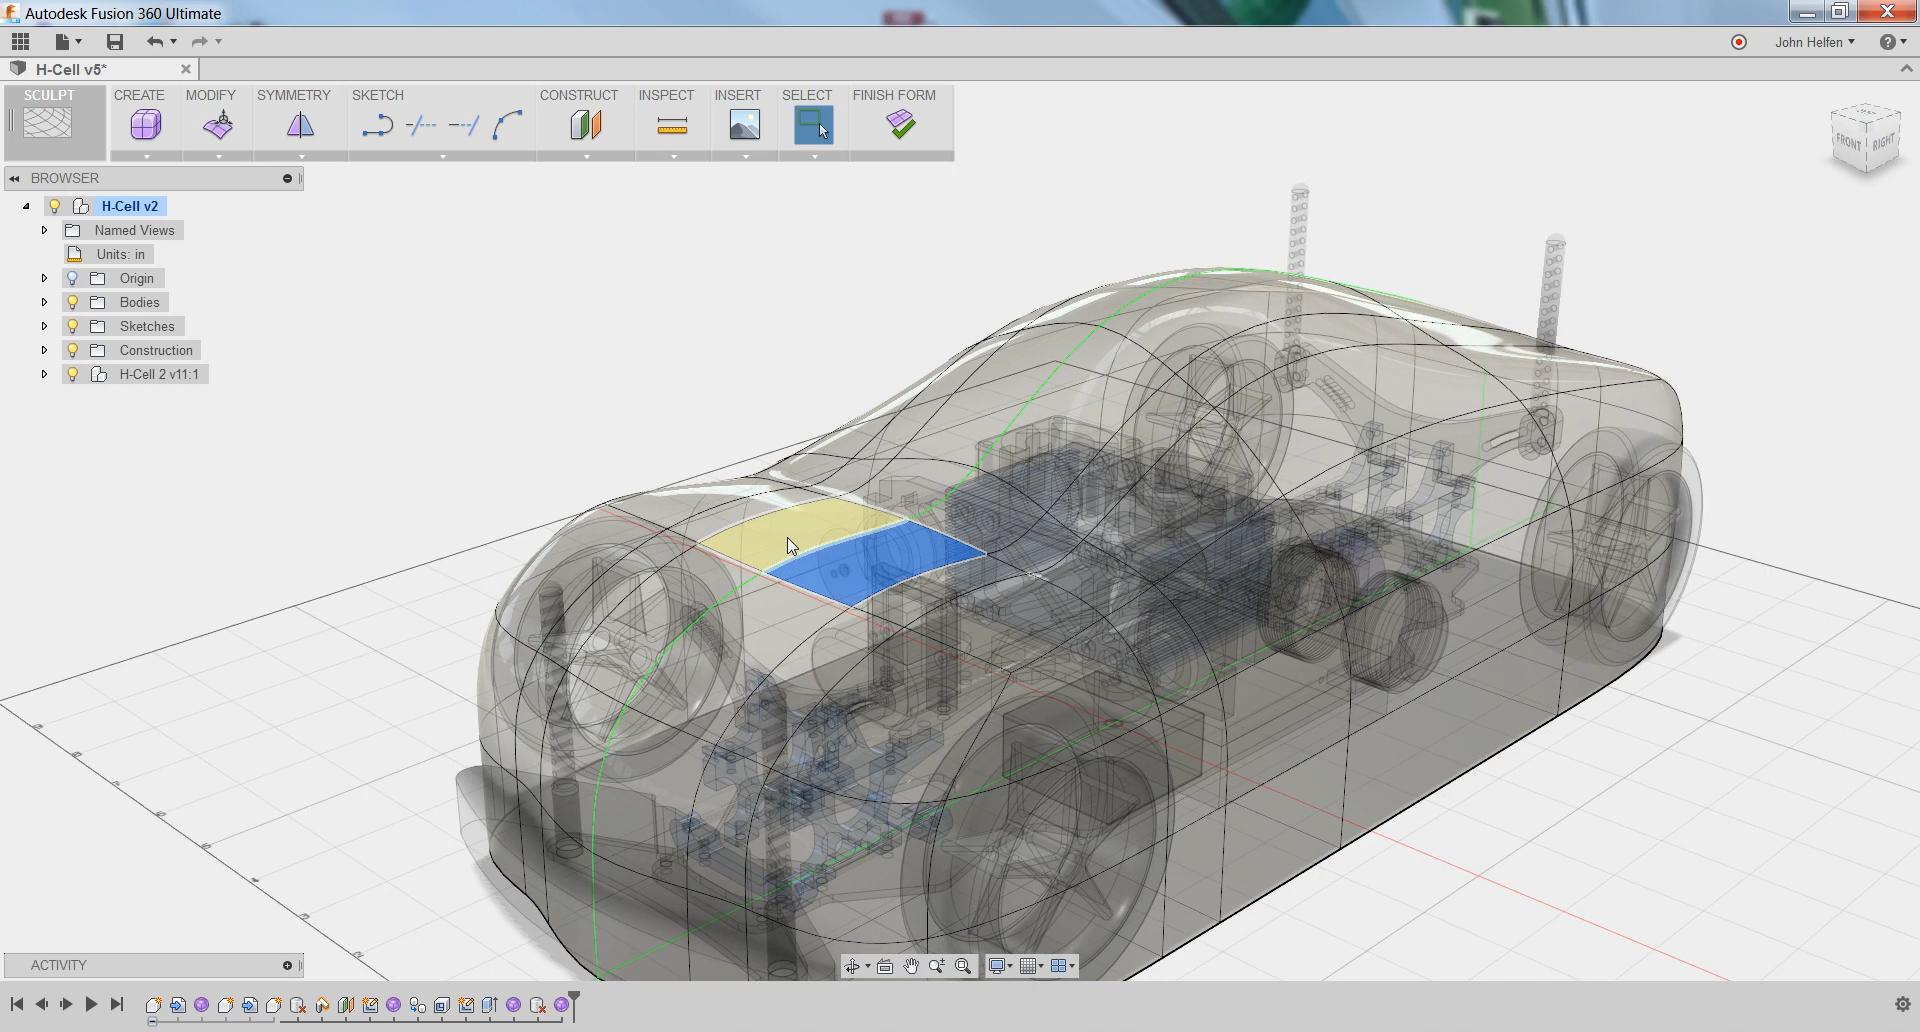 Autodesk Fusion 360 Ultimate
John Helfen
H-Cell v5*
SCULPT CREATE MODIFY SYMMETRY SKETCH CONSTRUCT INSPECT INSERT SELECT FINISH FORM
FRONT RIGHT
BROWSER
H-Cell v2
Named Views
Units: in
Origin
Bodies
Sketches
Construction
H-Cell 2 v11:1
ACTIVITY